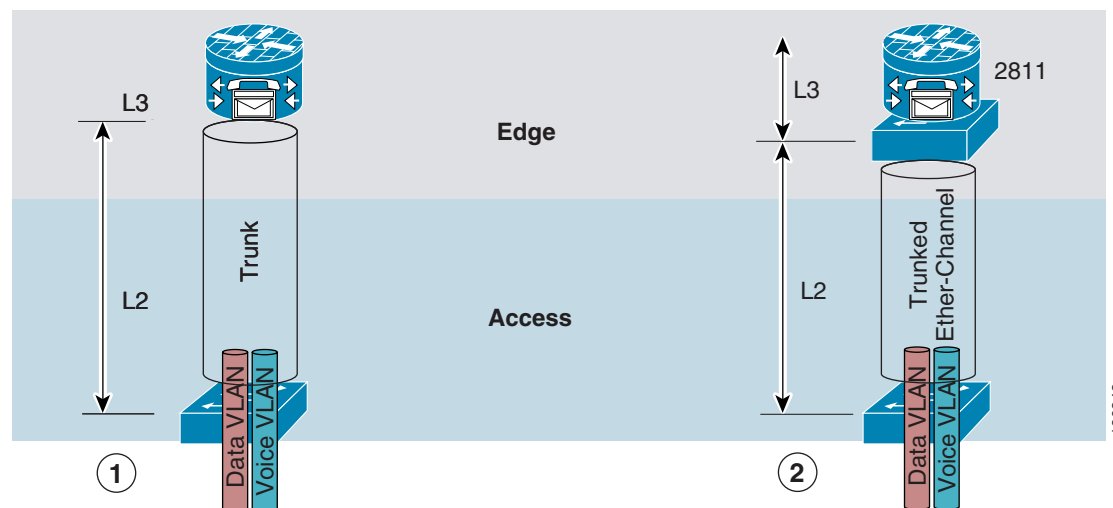 2811
L3
L3
Edge
Trunk
Trunked
Ether-Channel
L2
L2
Access
Data VLAN
Voice VLAN
Data VLAN
Voice VLAN
1
2